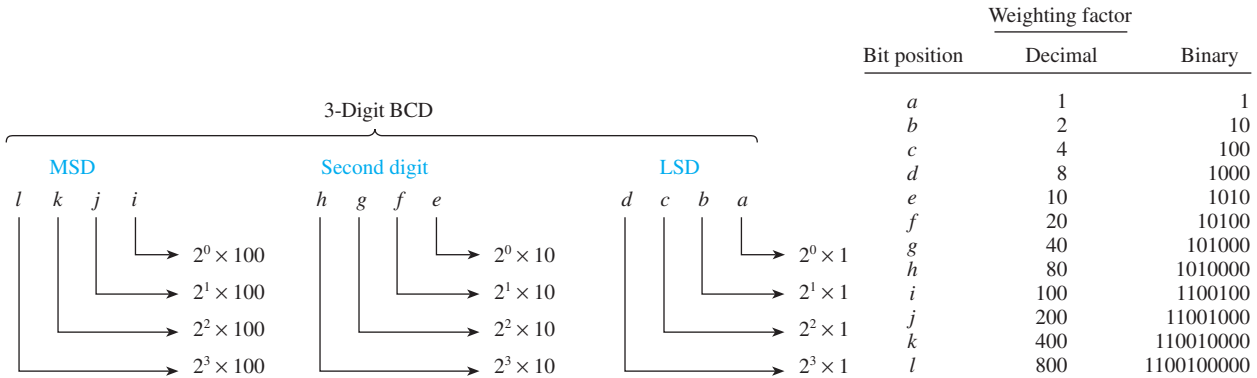 Weighting factor
Bit position Decimal Binary
3-Digit BCD
MSD Second digit LSD
l k j i h g f e d c b a
2⁰ × 100 2⁰ × 10 2⁰ × 1
2¹ × 100 2¹ × 10 2¹ × 1
2² × 100 2² × 10 2² × 1
2³ × 100 2³ × 10 2³ × 1
a 1 1
b 2 10
c 4 100
d 8 1000
e 10 1010
f 20 10100
g 40 101000
h 80 1010000
i 100 1100100
j 200 11001000
k 400 110010000
l 800 1100100000